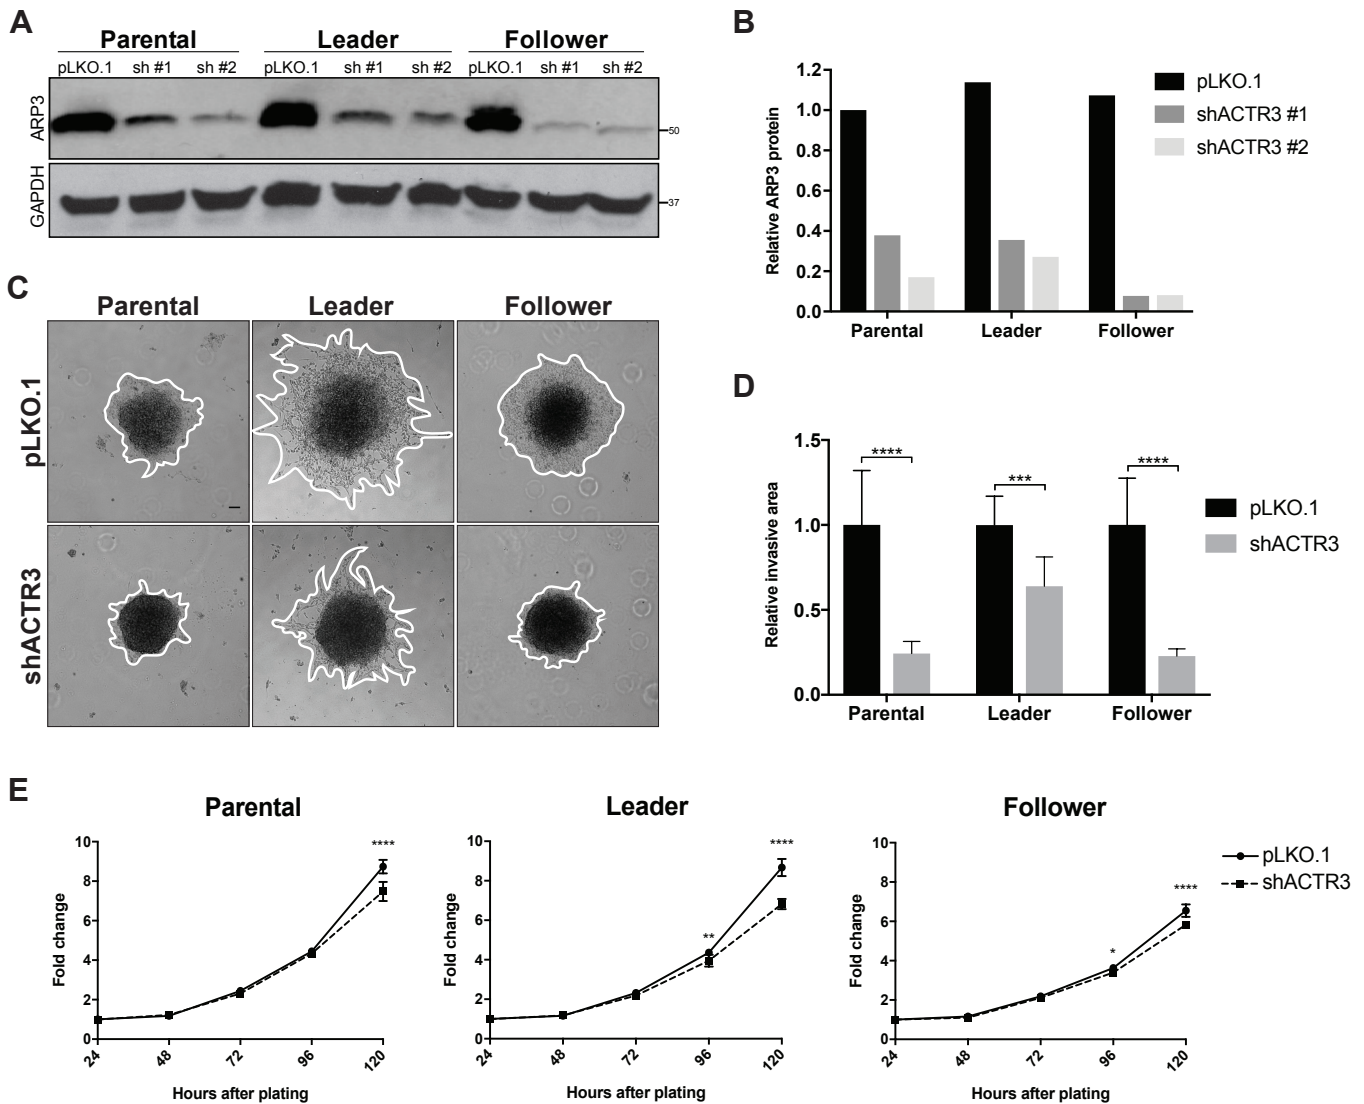 A
Parental Leader Follower
pLKO.1 sh #1 sh #2 pLKO.1 sh #1 sh #2 pLKO.1 sh #1 sh #2
ARP3
50
GAPDH
37
B
Relative ARP3 protein
1.2
1.0
0.8
0.6
0.4
0.2
0.0
Parental Leader Follower
pLKO.1
shACTR3 #1
shACTR3 #2
C
Parental Leader Follower
pLKO.1
shACTR3
D
Relative invasive area
1.5
1.0
0.5
0.0
**** *** ****
Parental Leader Follower
pLKO.1
shACTR3
E
Parental
Fold change
10
8
6
4
2
0
****
24 48 72 96 120
Hours after plating
Leader
Fold change
10
8
6
4
2
0
** ****
24 48 72 96 120
Hours after plating
Follower
Fold change
10
8
6
4
2
0
* ****
24 48 72 96 120
Hours after plating
pLKO.1
shACTR3